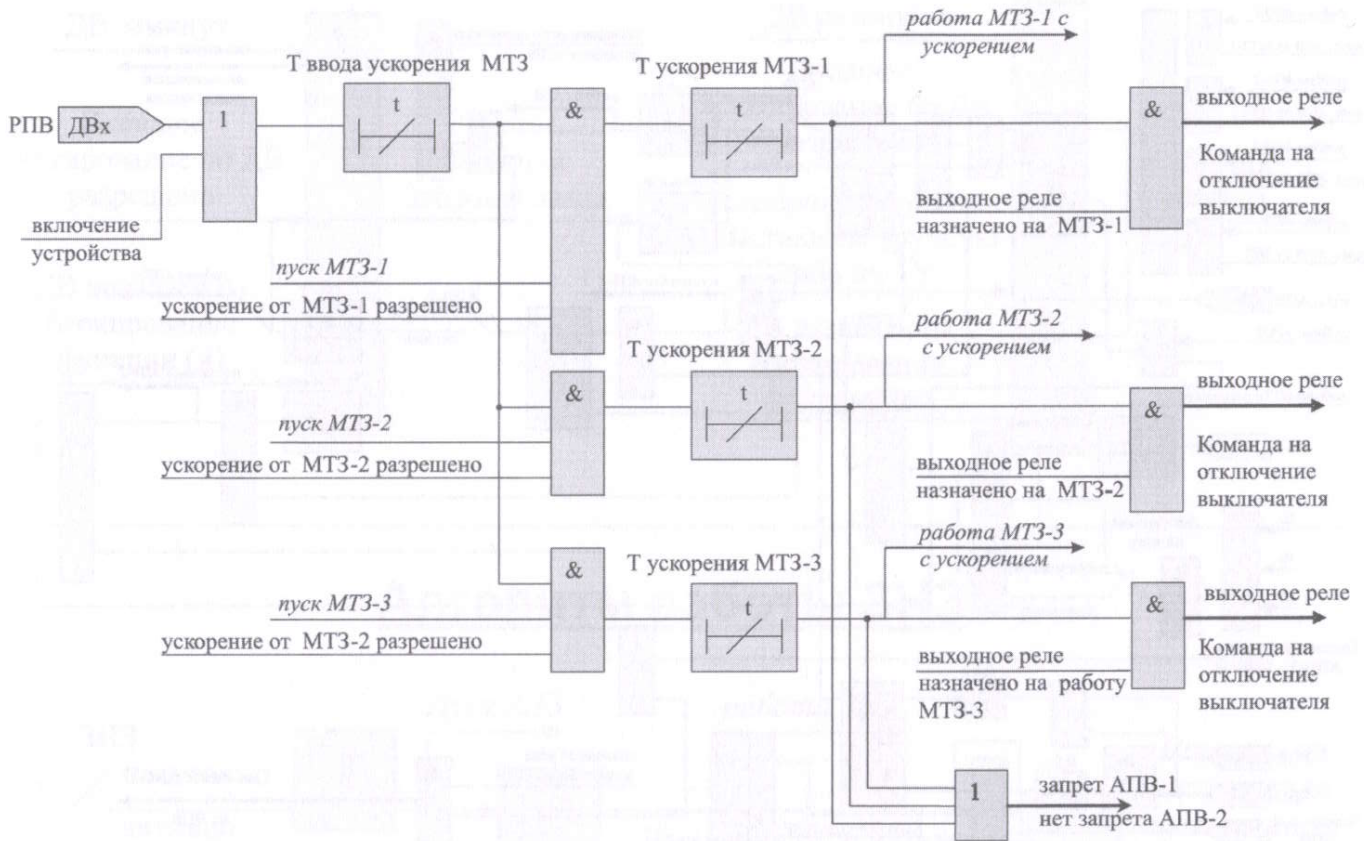 работа МТЗ-1 с
ускорением
Т ввода ускорения МТЗ
Т ускорения МТЗ-1
t
&
t
&
выходное реле
РПВ
ДВх
1
Команда на
отключение
выключателя
выходное реле
назначено на МТЗ-1
включение
устройства
пуск МТЗ-1
ускорение от МТЗ-1 разрешено
работа МТЗ-2
с ускорением
Т ускорения МТЗ-2
&
t
&
выходное реле
пуск МТЗ-2
ускорение от МТЗ-2 разрешено
выходное реле
назначено на МТЗ-2
Команда на
отключение
выключателя
работа МТЗ-3
с ускорением
Т ускорения МТЗ-3
&
t
&
выходное реле
пуск МТЗ-3
ускорение от МТЗ-2 разрешено
выходное реле
назначено на работу
МТЗ-3
Команда на
отключение
выключателя
1
запрет АПВ-1
нет запрета АПВ-2